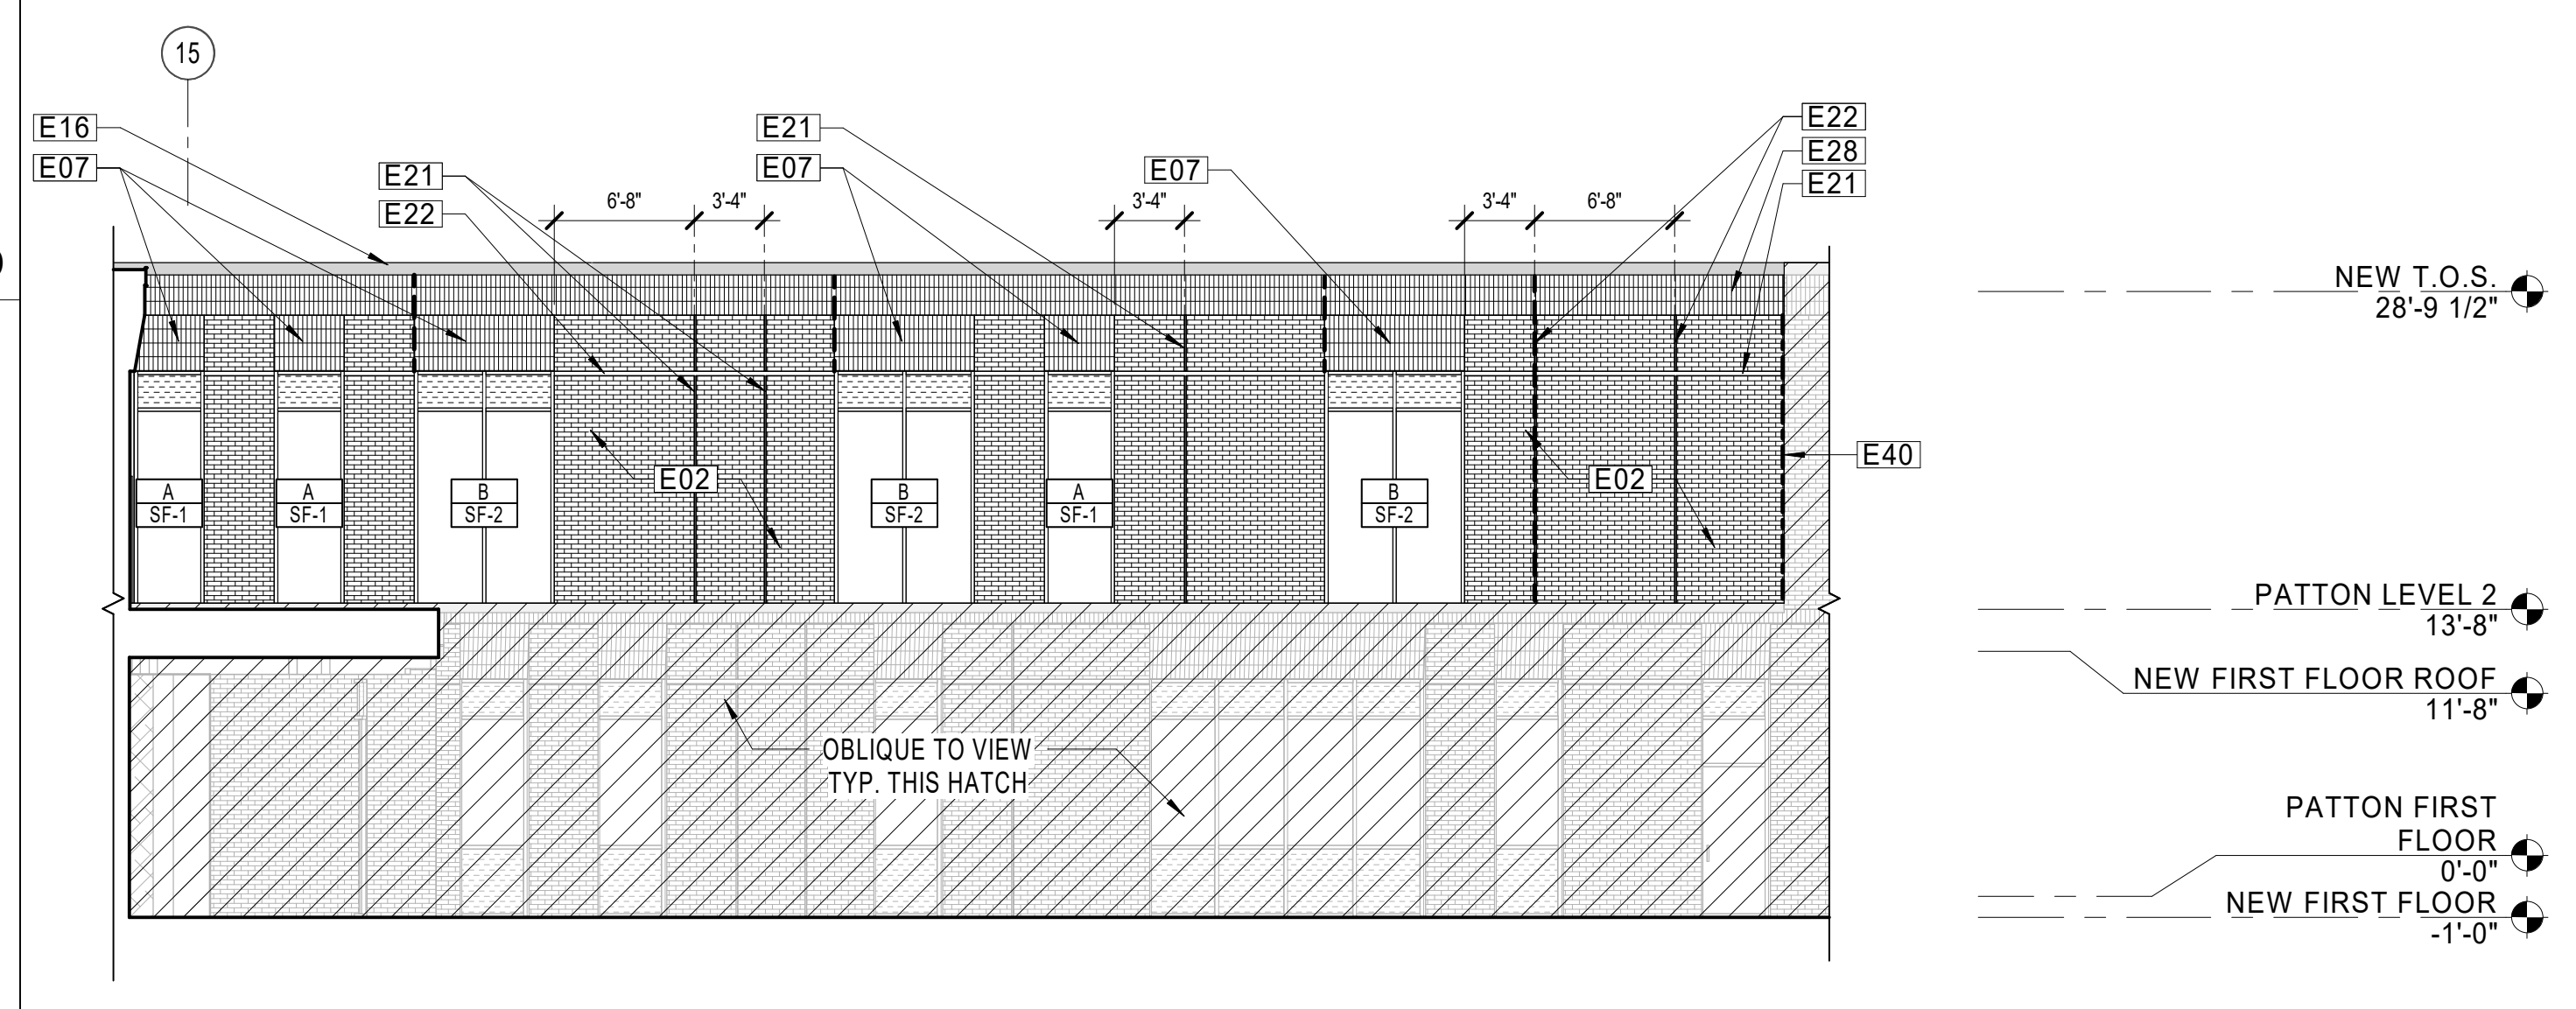 15
E16
E07
E21
E22
6'-8"
3'-4"
E21
E07
E07
3'-4"
3'-4"
6'-8"
E22
E28
E21
E02
E02
E40
A
SF-1
A
SF-1
B
SF-2
B
SF-2
A
SF-1
B
SF-2
OBLIQUE TO VIEW
TYP. THIS HATCH
NEW T.O.S.
28'-9 1/2"
PATTON LEVEL 2
13'-8"
NEW FIRST FLOOR ROOF
11'-8"
PATTON FIRST
FLOOR
0'-0"
NEW FIRST FLOOR
-1'-0"